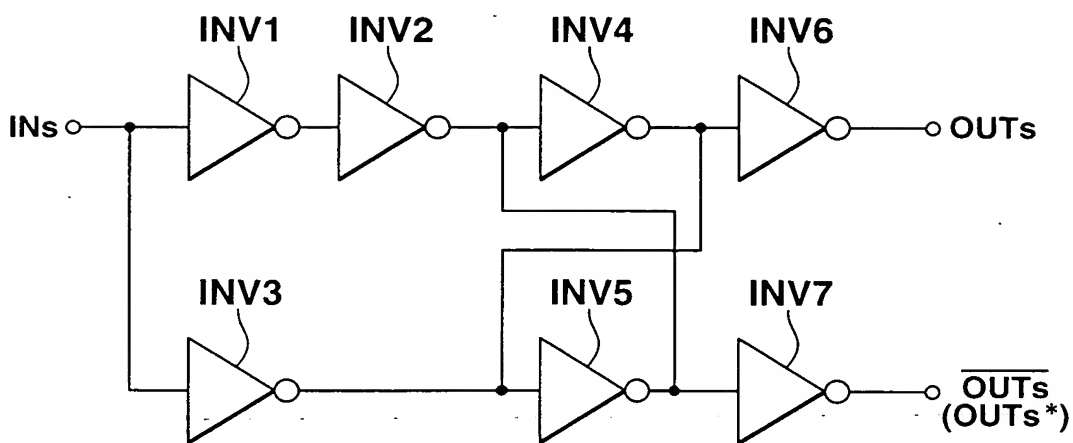 INV1 INV2 INV4 INV6
INs OUTs
INV3 INV5 INV7
OUTs
(OUTs*)